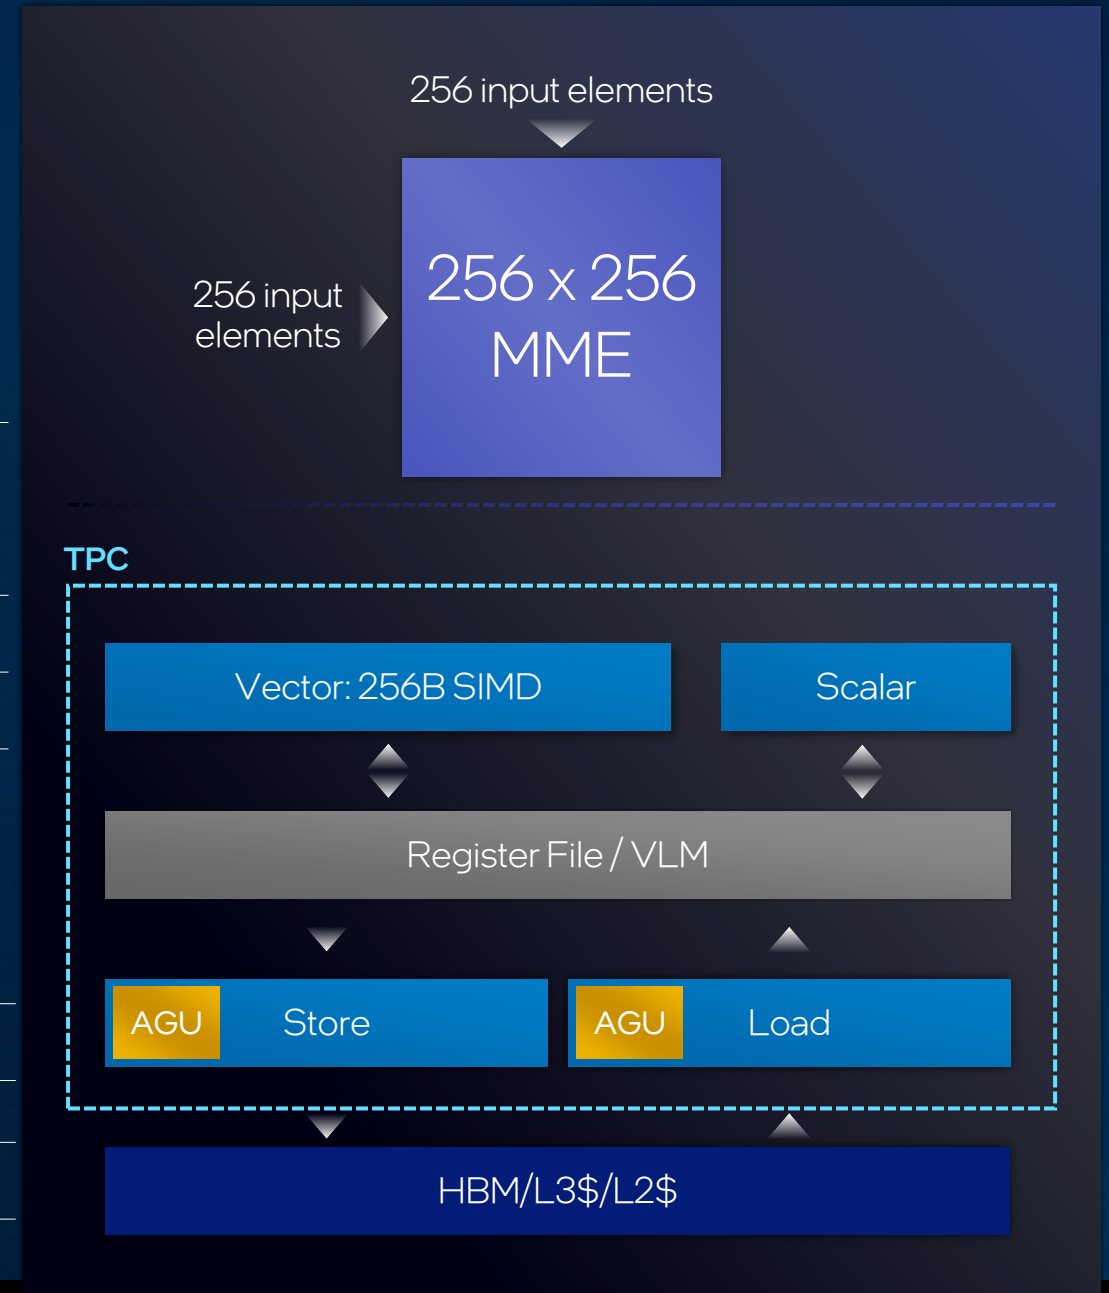 256 input elements
256 input
elements
256 x 256
MME
TPC
Vector: 256B SIMD
Scalar
Register File / VLM
AGU
Store
AGU
Load
HBM/L3$/L2$